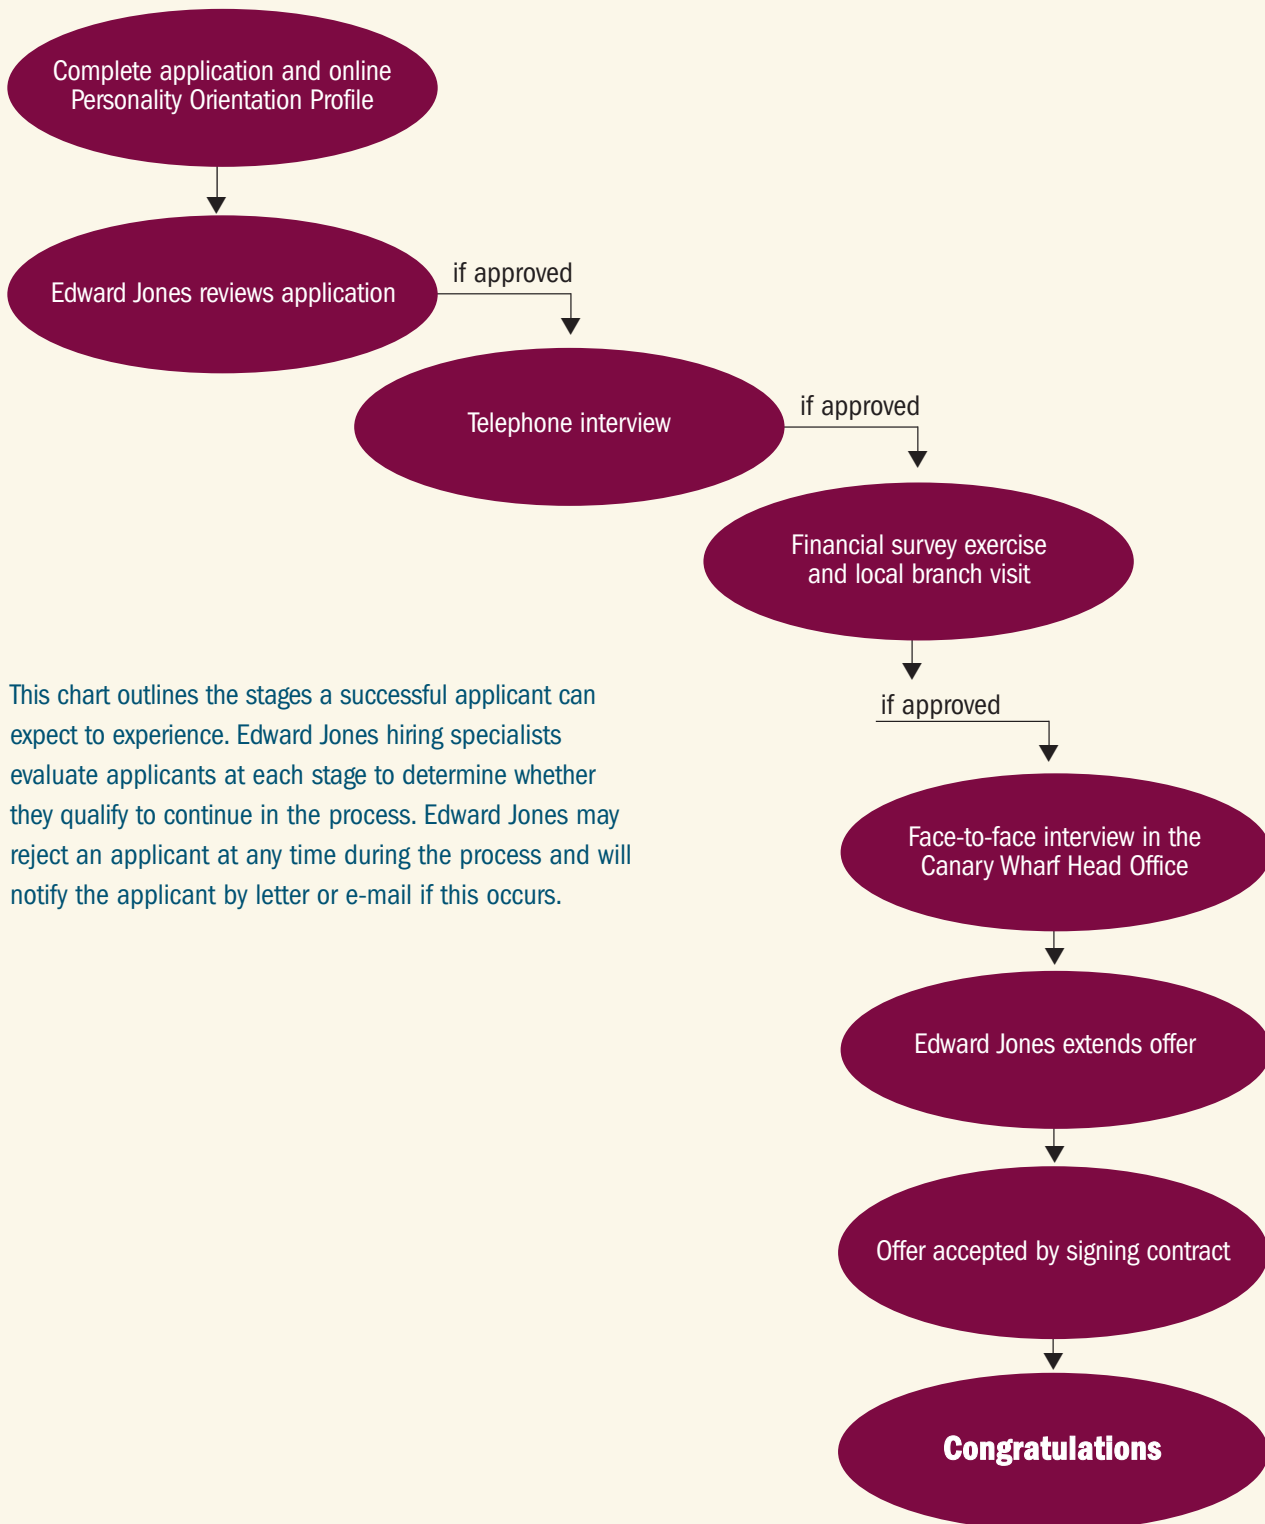 Complete application and online
Personality Orientation Profile
Edward Jones reviews application
if approved
Telephone interview
if approved
Financial survey exercise
and local branch visit
if approved
This chart outlines the stages a successful applicant can
expect to experience. Edward Jones hiring specialists
evaluate applicants at each stage to determine whether
they qualify to continue in the process. Edward Jones may
reject an applicant at any time during the process and will
notify the applicant by letter or e-mail if this occurs.
Face-to-face interview in the
Canary Wharf Head Office
Edward Jones extends offer
Offer accepted by signing contract
Congratulations